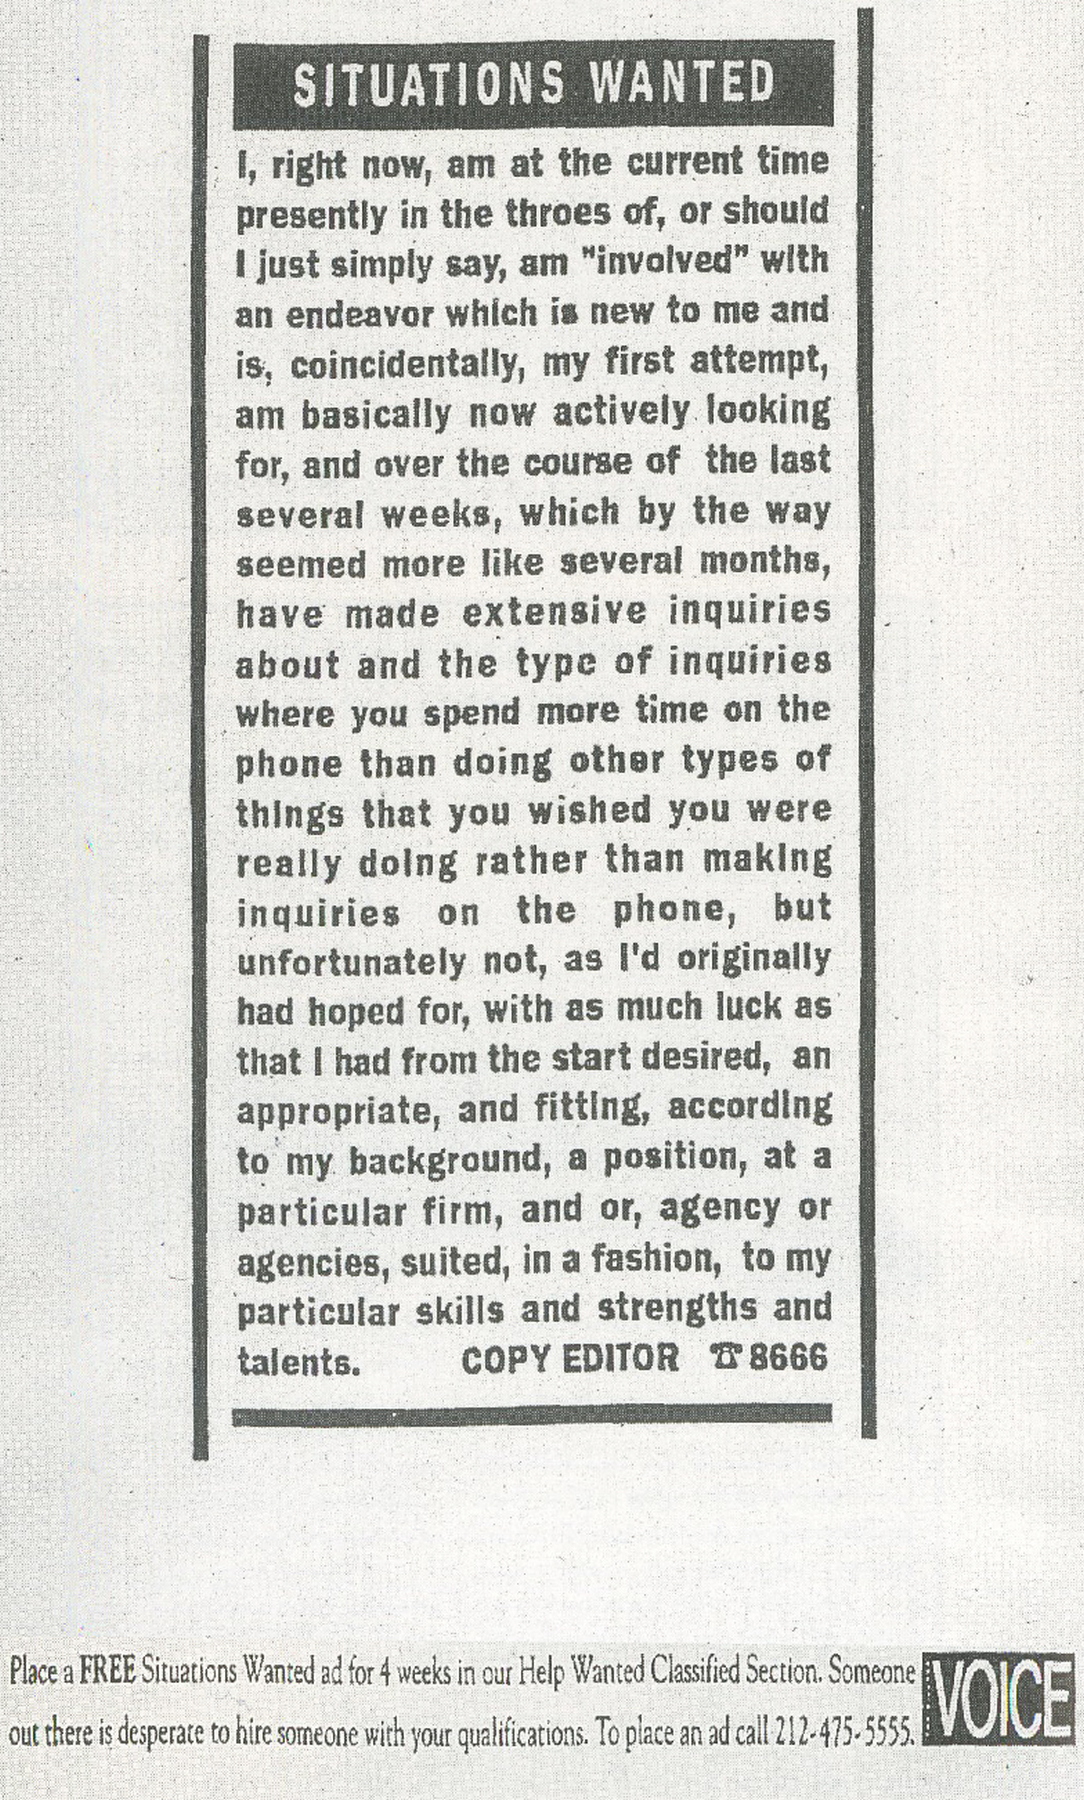 SITUATIONS WANTED
I, right now, am at the current time
presently in the throes of, or should
I just simply say, am "involved" with
an endeavor which is new to me and
is, coincidentally, my first attempt,
am basically now actively looking
for, and over the course of the last
several weeks, which by the way
seemed more like several months,
have made extensive inquiries
about and the type of inquiries
where you spend more time on the
phone than doing other types of
things that you wished you were
really doing rather than making
inquiries on the phone, but
unfortunately not, as I'd originally
had hoped for, with as much luck as
that I had from the start desired, an
appropriate, and fitting, according
to my background, a position, at a
particular firm, and or, agency or
agencies, suited, in a fashion, to my
particular skills and strengths and
talents. COPY EDITOR ☎8666
Place a FREE Situations Wanted ad for 4 weeks in our Help Wanted Classified Section. Someone
out there is desperate to hire someone with your qualifications. To place an ad call 212-475-5555.
VOICE